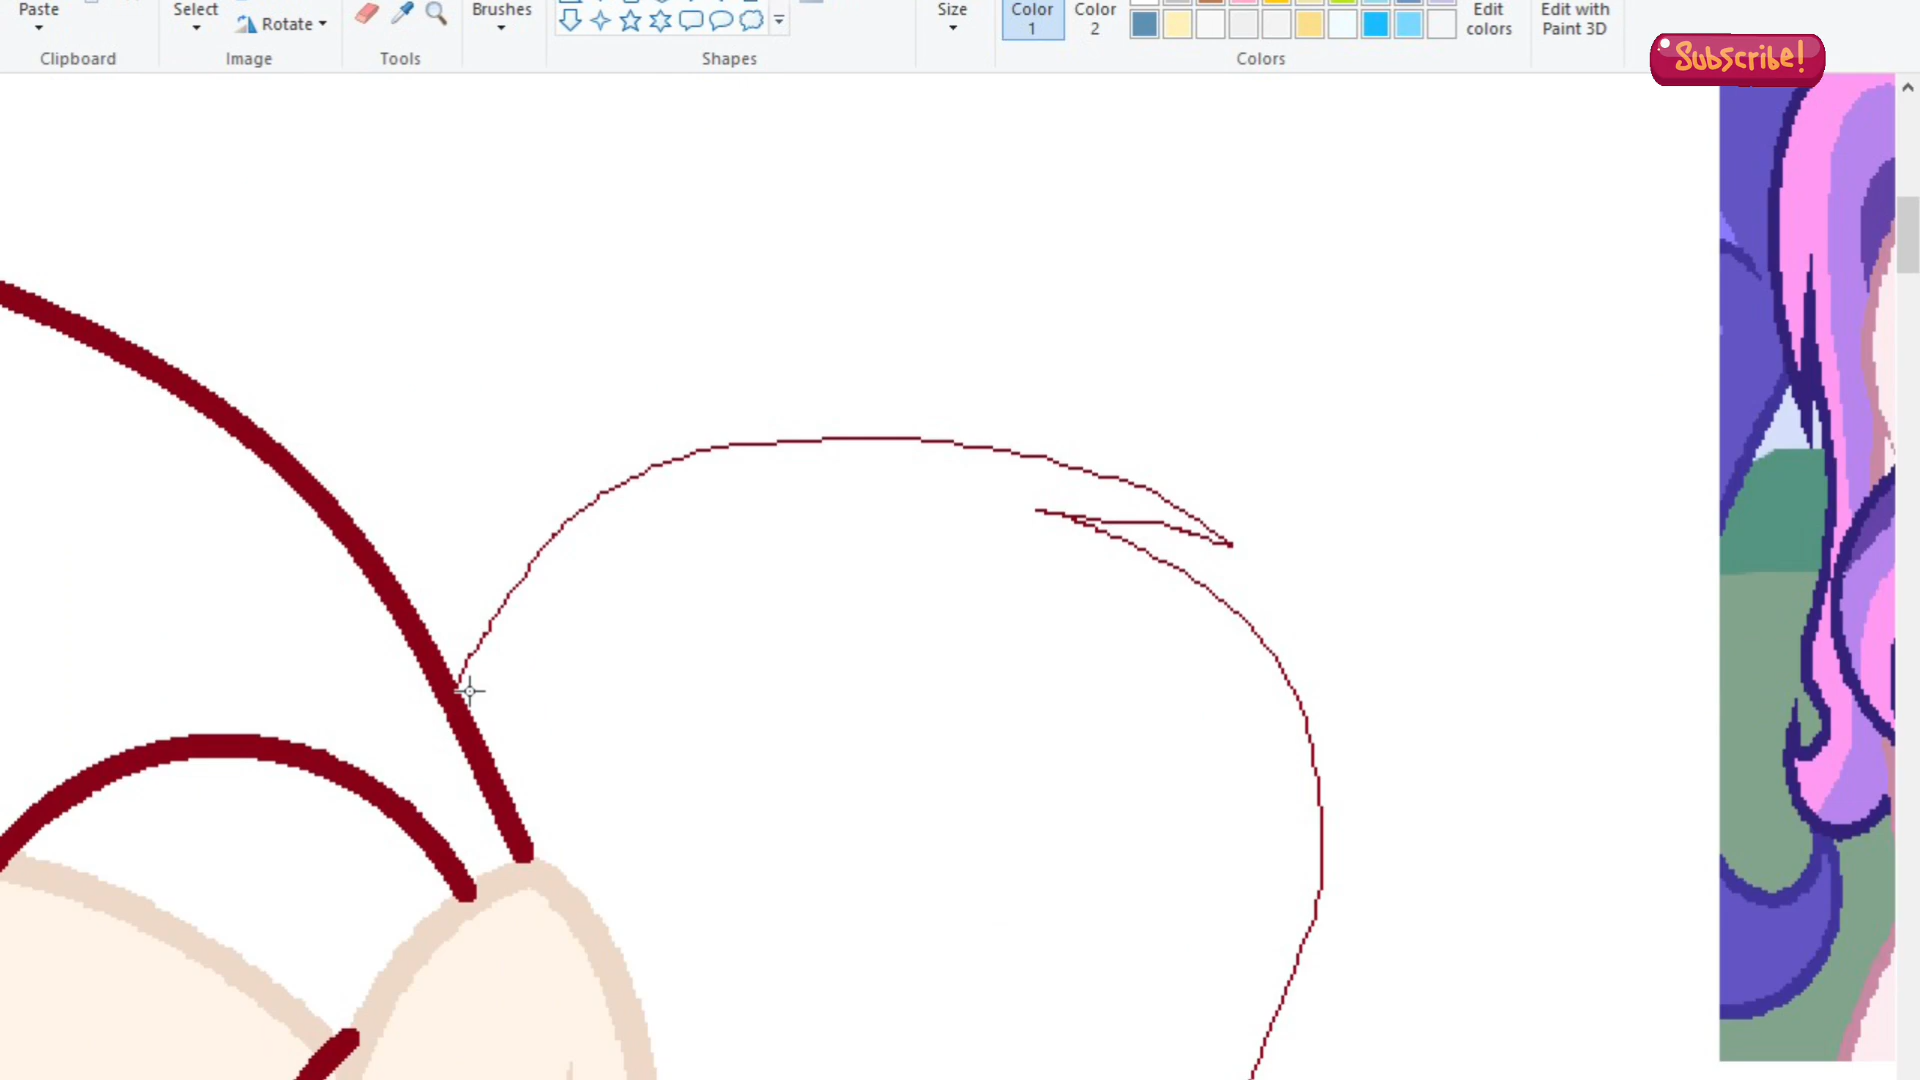 Paste
Select
Rotate
Brushes
Size
Color
1
Color
2
Edit
colors
Edit with
Paint 3D
Clipboard
Image
Tools
Shapes
Colors
Subscribe!